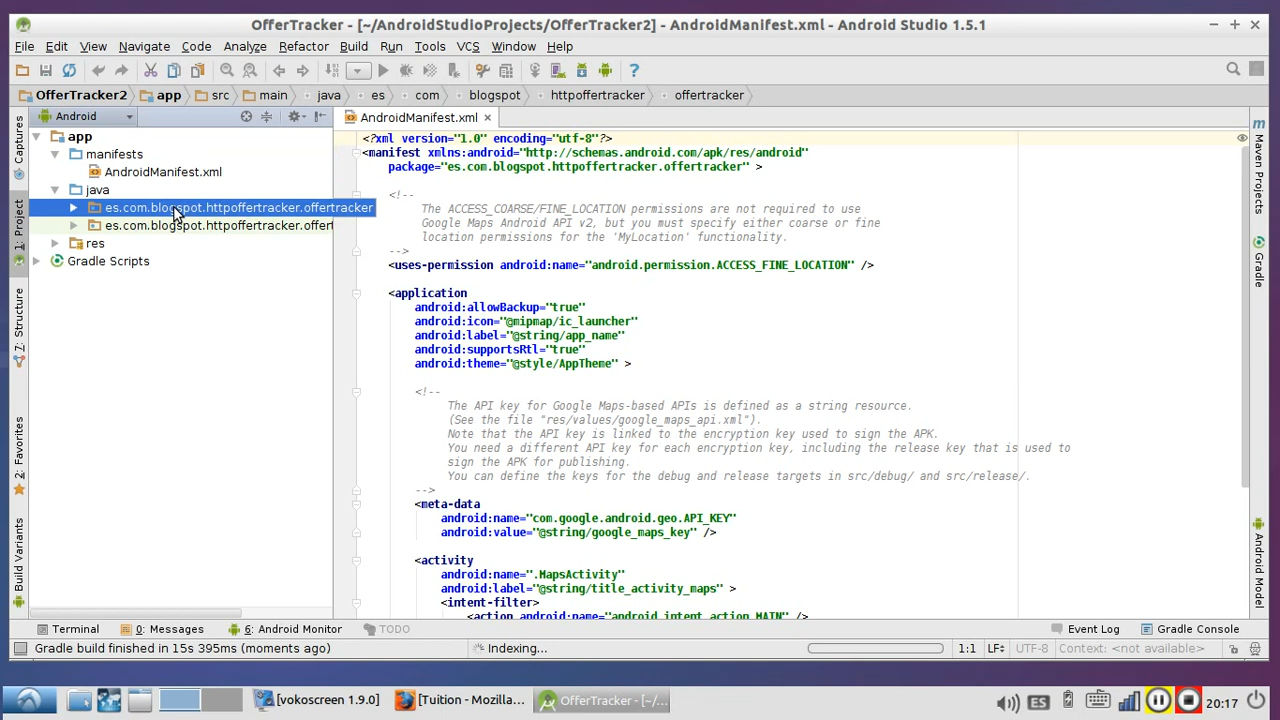 OfferTracker - [~/AndroidStudioProjects/OfferTracker2] - AndroidManifest.xml - Android Studio 1.5.1
File Edit View Navigate Code Analyze Refactor Build Run Tools VCS Window Help
OfferTracker2 app src main java es com blogspot httpoffertracker offertracker
Android
AndroidManifest.xml
Captures
1: Project
7: Structure
2: Favorites
Build Variants
app
manifests
AndroidManifest.xml
java
es.com.blogspot.httpoffertracker.offertracker
es.com.blogspot.httpoffertracker.offert
res
Gradle Scripts
<?xml version="1.0" encoding="utf-8"?>
<manifest xmlns:android="http://schemas.android.com/apk/res/android"
package="es.com.blogspot.httpoffertracker.offertracker" >
<!--
The ACCESS_COARSE/FINE_LOCATION permissions are not required to use
Google Maps Android API v2, but you must specify either coarse or fine
location permissions for the 'MyLocation' functionality.
-->
<uses-permission android:name="android.permission.ACCESS_FINE_LOCATION" />
<application
android:allowBackup="true"
android:icon="@mipmap/ic_launcher"
android:label="@string/app_name"
android:supportsRtl="true"
android:theme="@style/AppTheme" >
<!--
The API key for Google Maps-based APIs is defined as a string resource.
(See the file "res/values/google_maps_api.xml").
Note that the API key is linked to the encryption key used to sign the APK.
You need a different API key for each encryption key, including the release key that is used to
sign the APK for publishing.
You can define the keys for the debug and release targets in src/debug/ and src/release/.
-->
<meta-data
android:name="com.google.android.geo.API_KEY"
android:value="@string/google_maps_key" />
<activity
android:name=".MapsActivity"
android:label="@string/title_activity_maps" >
<intent-filter>
<action android:name="android.intent.action.MAIN" />
Maven Projects
Gradle
Android Model
Terminal 0: Messages 6: Android Monitor TODO Event Log Gradle Console
Gradle build finished in 15s 395ms (moments ago) Indexing... 1:1 LF UTF-8 Context: <not available>
[vokoscreen 1.9.0] [Tuition - Mozilla... OfferTracker - [~/... ES 20:17